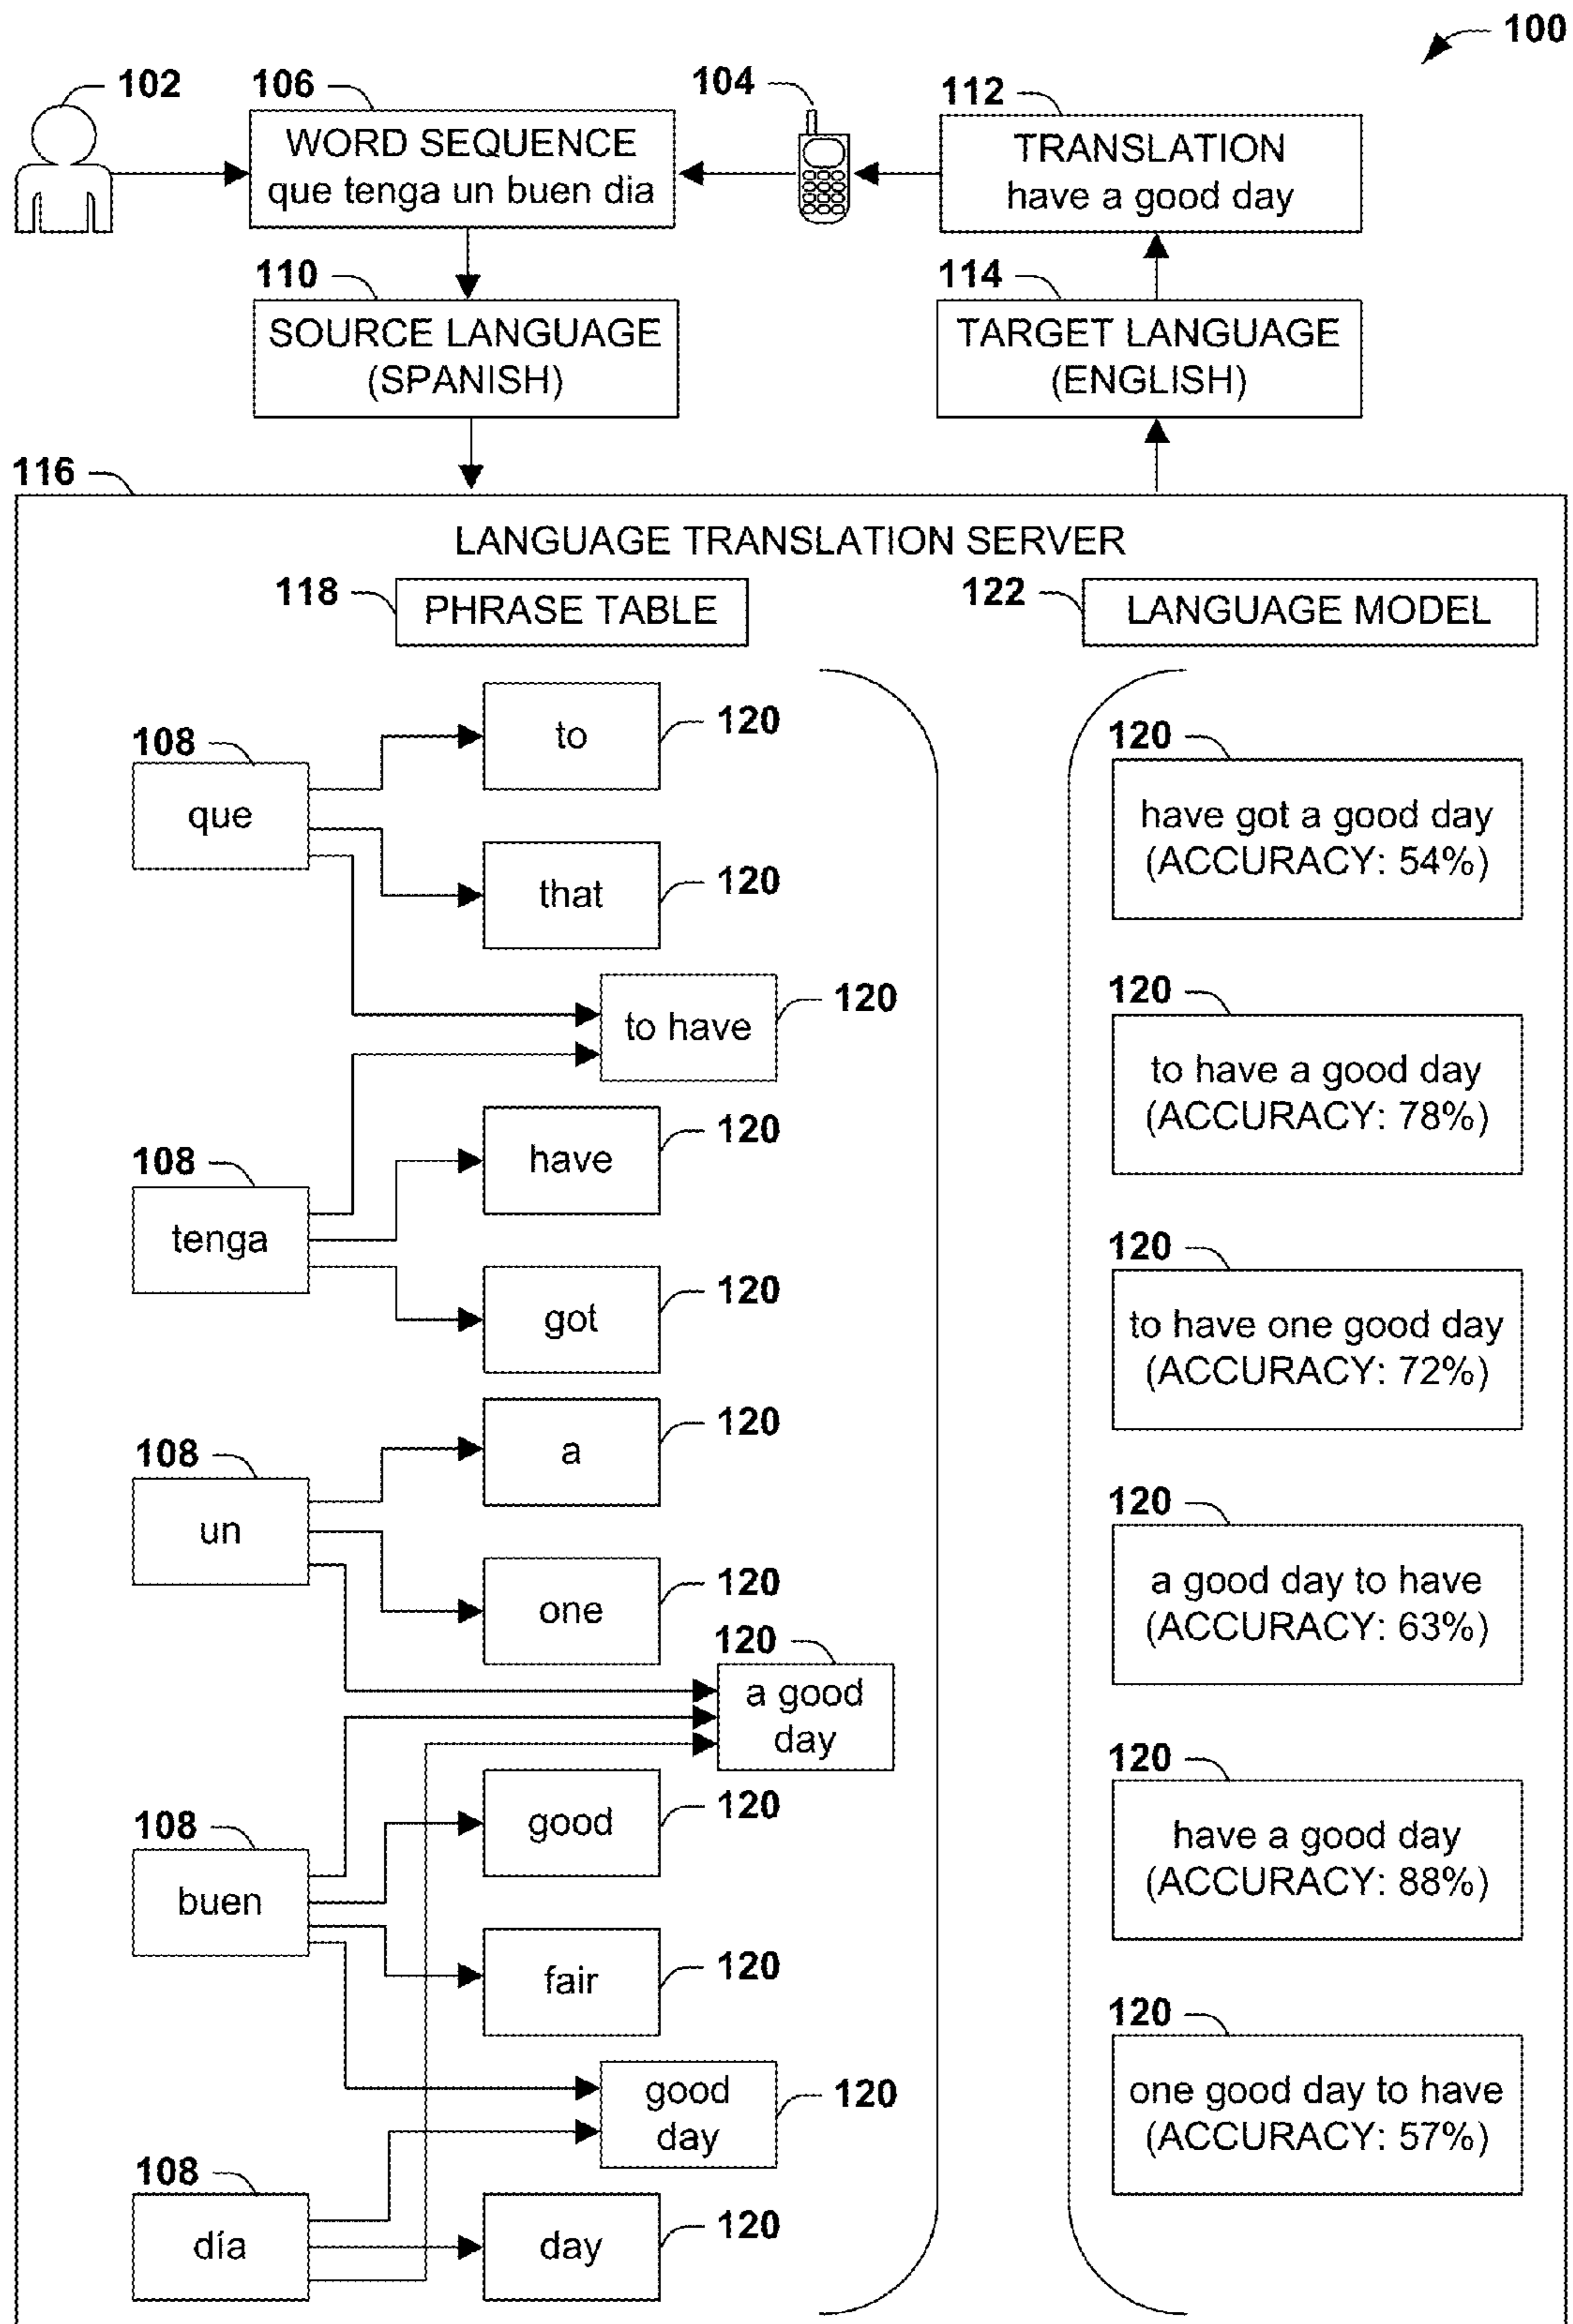 100
102
106
104
112
WORD SEQUENCE
que tenga un buen dia
TRANSLATION
have a good day
110
114
SOURCE LANGUAGE
(SPANISH)
TARGET LANGUAGE
(ENGLISH)
116
LANGUAGE TRANSLATION SERVER
118
PHRASE TABLE
122
LANGUAGE MODEL
108
que
to
120
that
120
to have
120
108
tenga
have
120
got
120
108
un
a
120
one
120
120
a good
day
108
buen
good
120
fair
120
good
day
120
108
día
day
120
120
have got a good day
(ACCURACY: 54%)
120
to have a good day
(ACCURACY: 78%)
120
to have one good day
(ACCURACY: 72%)
120
a good day to have
(ACCURACY: 63%)
120
have a good day
(ACCURACY: 88%)
120
one good day to have
(ACCURACY: 57%)